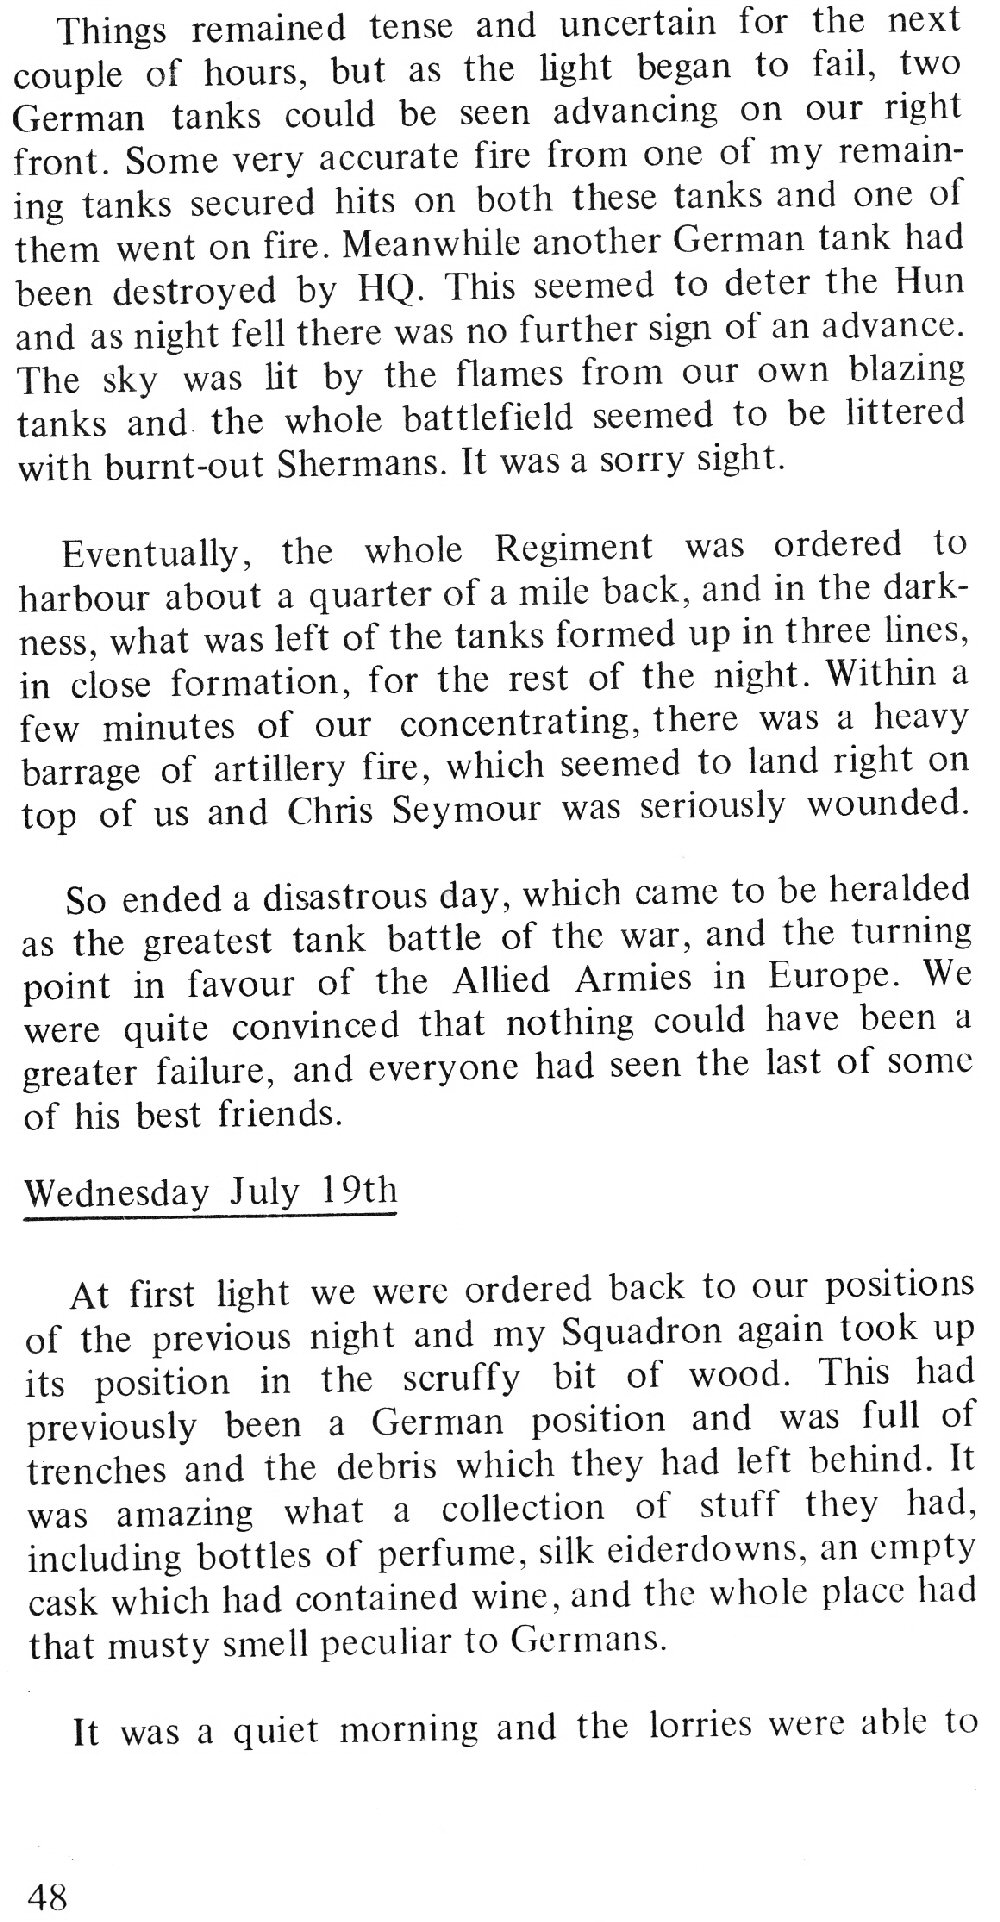 Things remained tense and uncertain for the next
couple of hours, but as the light began to fail, two
German tanks could be seen advancing on our right
front. Some very accurate fire from one of my remain-
ing tanks secured hits on both these tanks and one of
them went on fire. Meanwhile another German tank had
been destroyed by HQ. This seemed to deter the Hun
and as night fell there was no further sign of an advance.
The sky was lit by the flames from our own blazing
tanks and the whole battlefield seemed to be littered
with burnt-out Shermans. It was a sorry sight.
Eventually, the whole Regiment was ordered to
harbour about a quarter of a mile back, and in the dark-
ness, what was left of the tanks formed up in three lines,
in close formation, for the rest of the night. Within a
few minutes of our concentrating, there was a heavy
barrage of artillery fire, which seemed to land right on
top of us and Chris Seymour was seriously wounded.
So ended a disastrous day, which came to be heralded
as the greatest tank battle of the war, and the turning
point in favour of the Allied Armies in Europe. We
were quite convinced that nothing could have been a
greater failure, and everyone had seen the last of some
of his best friends.
Wednesday July 19th
At first light we were ordered back to our positions
of the previous night and my Squadron again took up
its position in the scruffy bit of wood. This had
previously been a German position and was full of
trenches and the debris which they had left behind. It
was amazing what a collection of stuff they had,
including bottles of perfume, silk eiderdowns, an empty
cask which had contained wine, and the whole place had
that musty smell peculiar to Germans.
It was a quiet morning and the lorries were able to
48